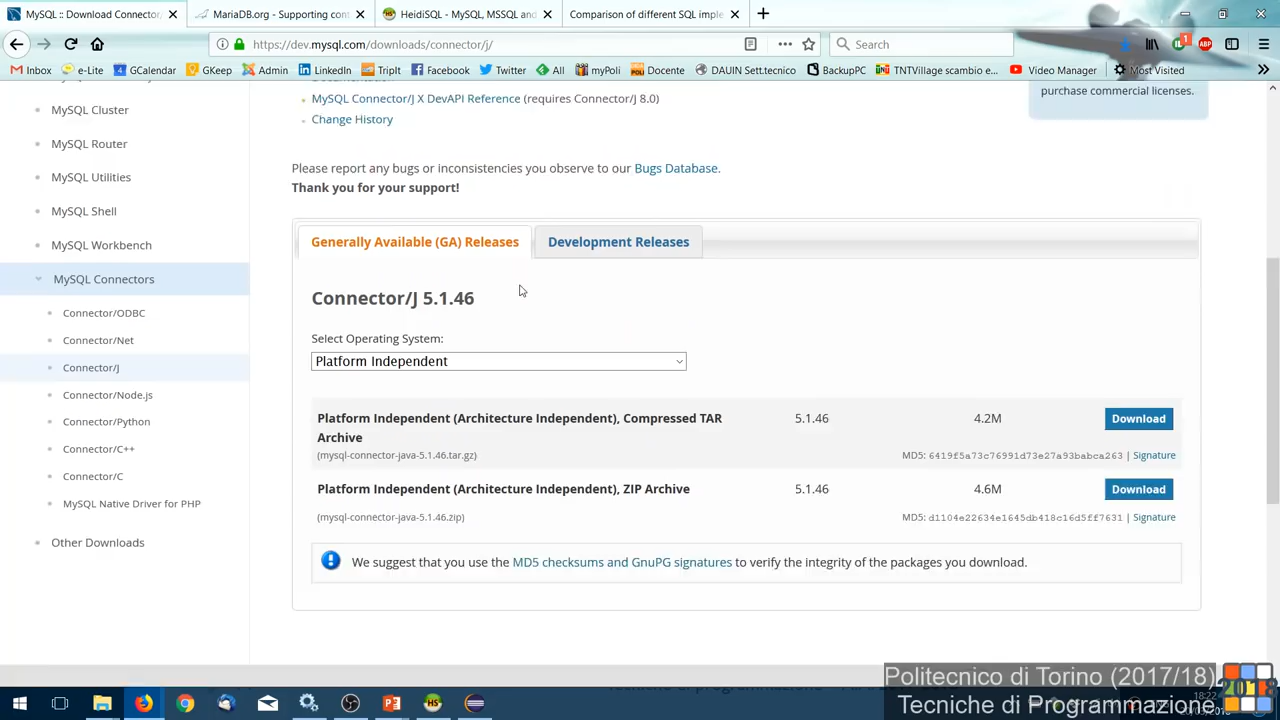 MySQL :: Download Connector/
MariaDB.org - Supporting cont
HeidiSQL - MySQL, MSSQL and
Comparison of different SQL imple
https://dev.mysql.com/downloads/connector/j/
Search
Inbox
e-Lite
GCalendar
GKeep
Admin
LinkedIn
TripIt
Facebook
Twitter
All
myPoli
Docente
DAUIN Sett.tecnico
BackupPC
TNTVillage scambio e...
Video Manager
Most Visited
MySQL Cluster
MySQL Router
MySQL Utilities
MySQL Shell
MySQL Workbench
MySQL Connectors
Connector/ODBC
Connector/Net
Connector/J
Connector/Node.js
Connector/Python
Connector/C++
Connector/C
MySQL Native Driver for PHP
Other Downloads
MySQL Connector/J X DevAPI Reference (requires Connector/J 8.0)
Change History
purchase commercial licenses.
Please report any bugs or inconsistencies you observe to our Bugs Database.
Thank you for your support!
Generally Available (GA) Releases
Development Releases
Connector/J 5.1.46
Select Operating System:
Platform Independent
Platform Independent (Architecture Independent), Compressed TAR Archive
5.1.46
4.2M
Download
(mysql-connector-java-5.1.46.tar.gz)
MD5: 6419f5a73c76991d73e27a93babca263 | Signature
Platform Independent (Architecture Independent), ZIP Archive
5.1.46
4.6M
Download
(mysql-connector-java-5.1.46.zip)
MD5: d1104e22634e1645db418c16d5ff7631 | Signature
We suggest that you use the MD5 checksums and GnuPG signatures to verify the integrity of the packages you download.
Politecnico di Torino (2017/18)
Tecniche di Programmazione
2018
18:22